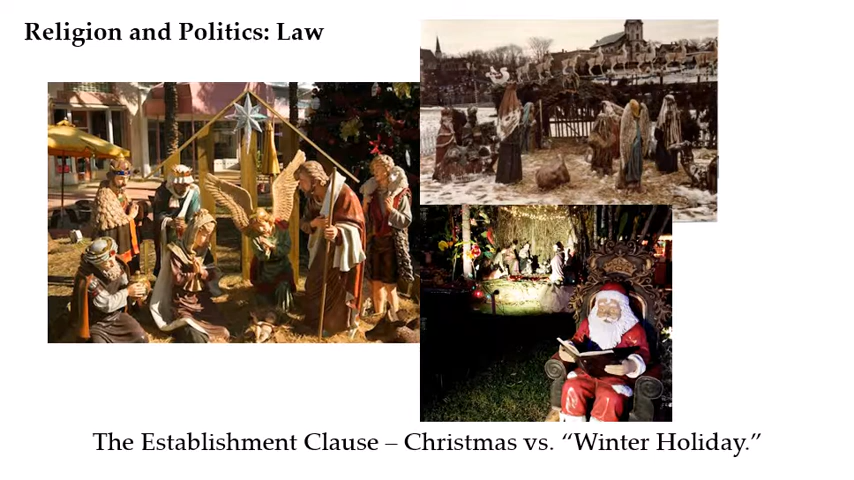 Religion and Politics: Law
The Establishment Clause – Christmas vs. “Winter Holiday.”